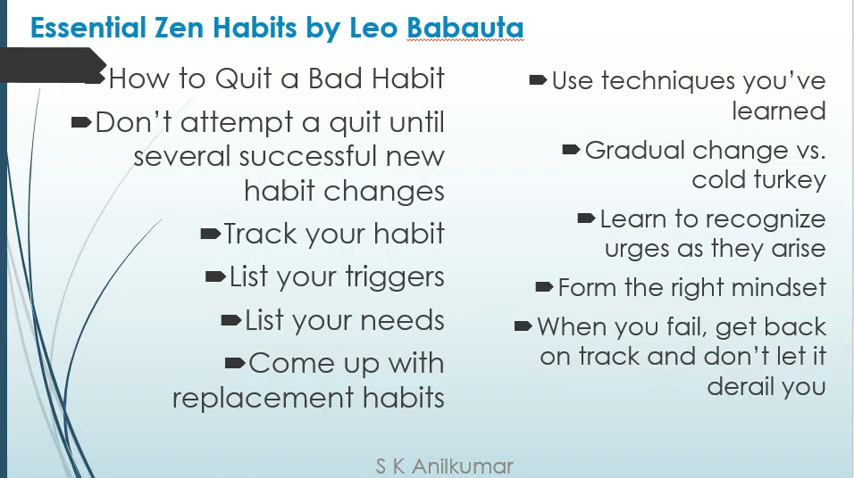 Essential Zen Habits by Leo Babauta
How to Quit a Bad Habit
Don't attempt a quit until
several successful new
habit changes
Track your habit
List your triggers
List your needs
Come up with
replacement habits
Use techniques you've
learned
Gradual change vs.
cold turkey
Learn to recognize
urges as they arise
Form the right mindset
When you fail, get back
on track and don't let it
derail you
S K Anilkumar